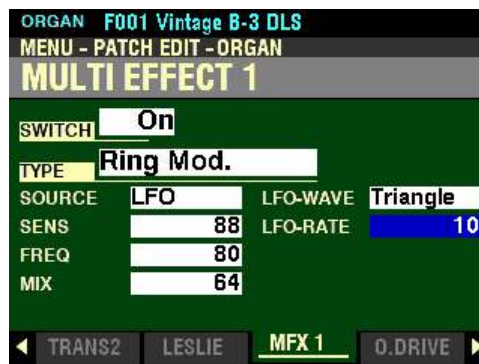 ORGAN F001 Vintage B-3 DLS
MENU - PATCH EDIT - ORGAN
MULTI EFFECT 1
SWITCH On
TYPE Ring Mod.
SOURCE LFO LFO-WAVE Triangle
SENS 88 LFO-RATE 10
FREQ 80
MIX 64
TRANS2 LESLIE MFX 1 O.DRIVE